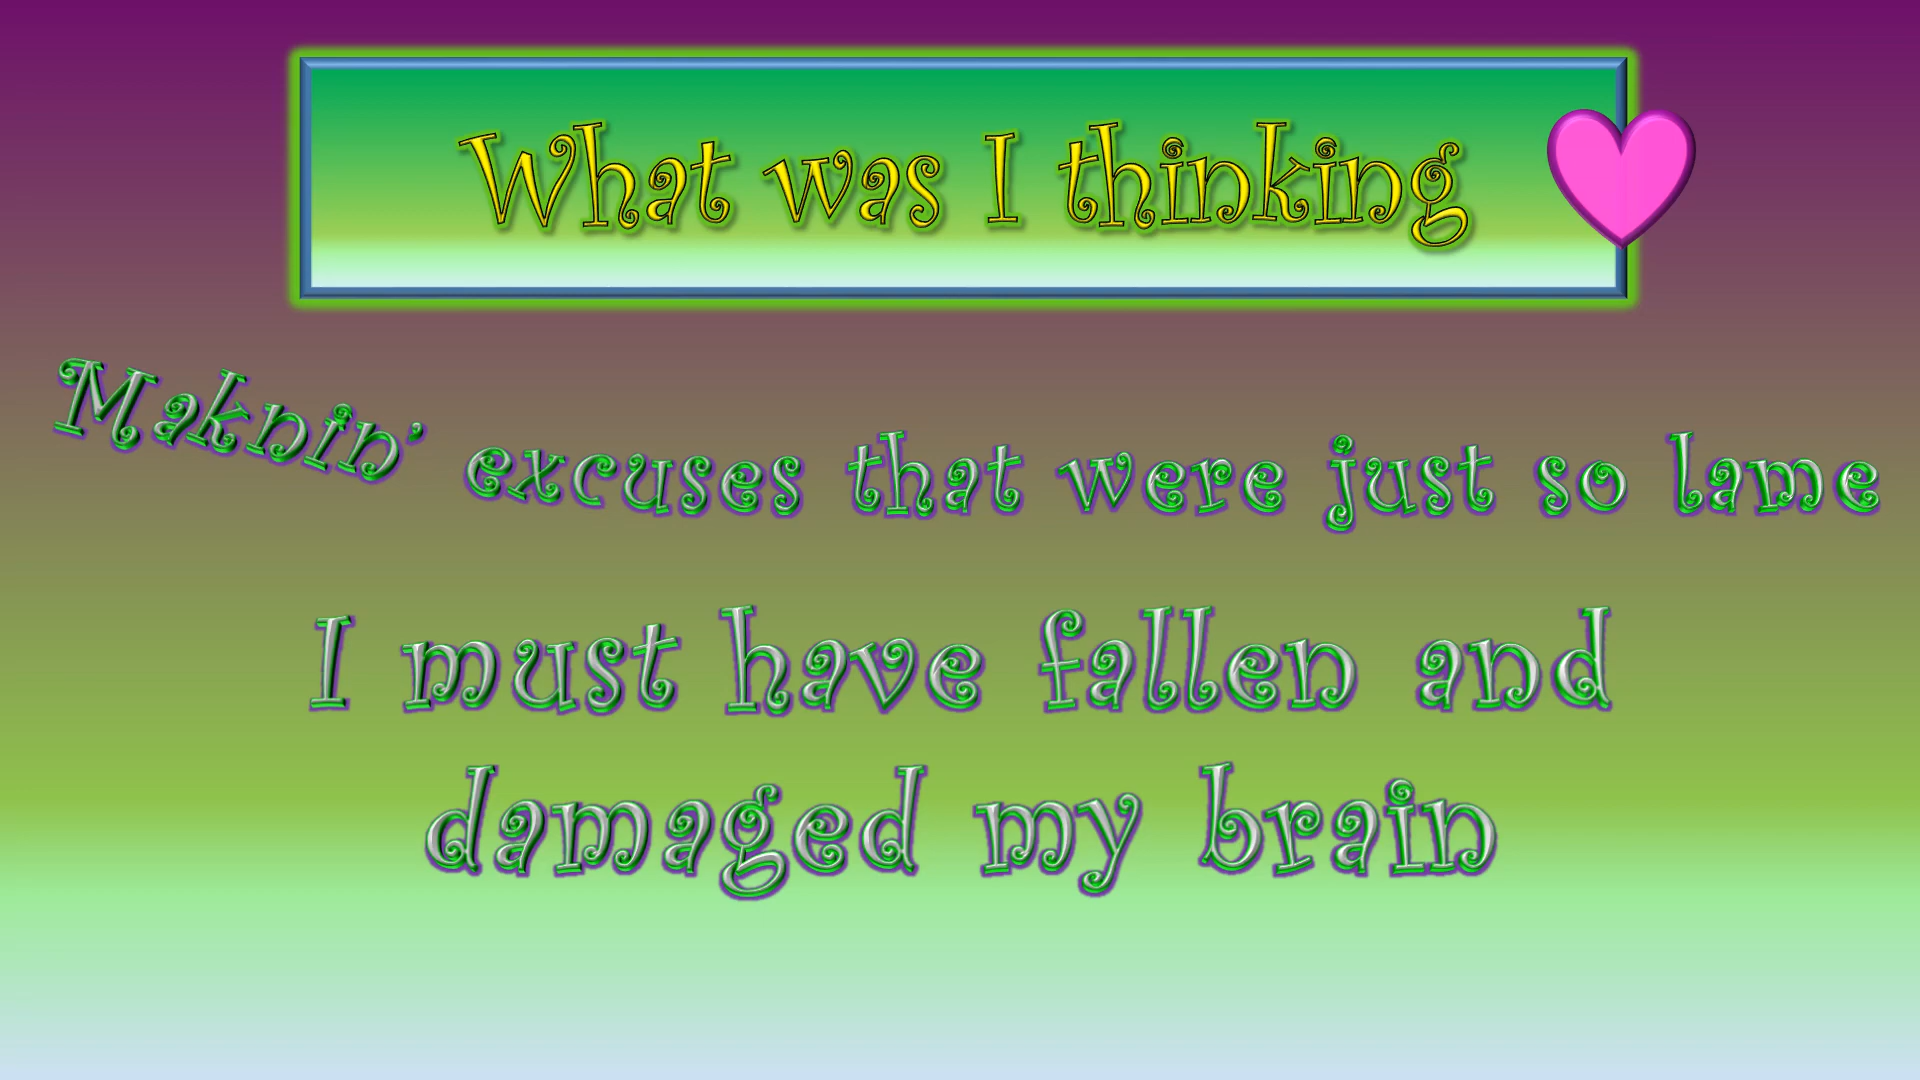 What was I thinking
Maknin' excuses that were just so lame
I must have fallen and
damaged my brain